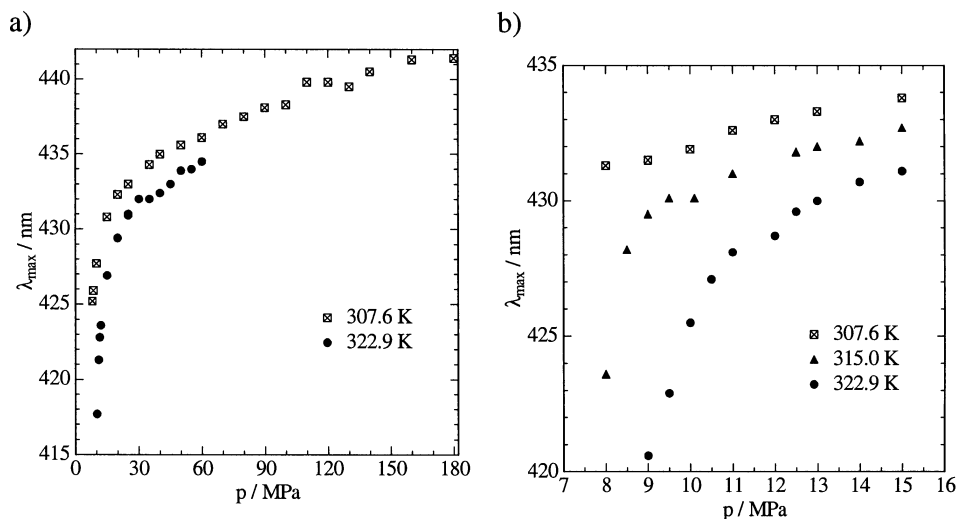 a)
λmax / nm
440
435
430
425
420
415
0 30 60 90 120 150 180
p / MPa
307.6 K
322.9 K
b)
λmax / nm
435
430
425
420
7 8 9 10 11 12 13 14 15 16
p / MPa
307.6 K
315.0 K
322.9 K